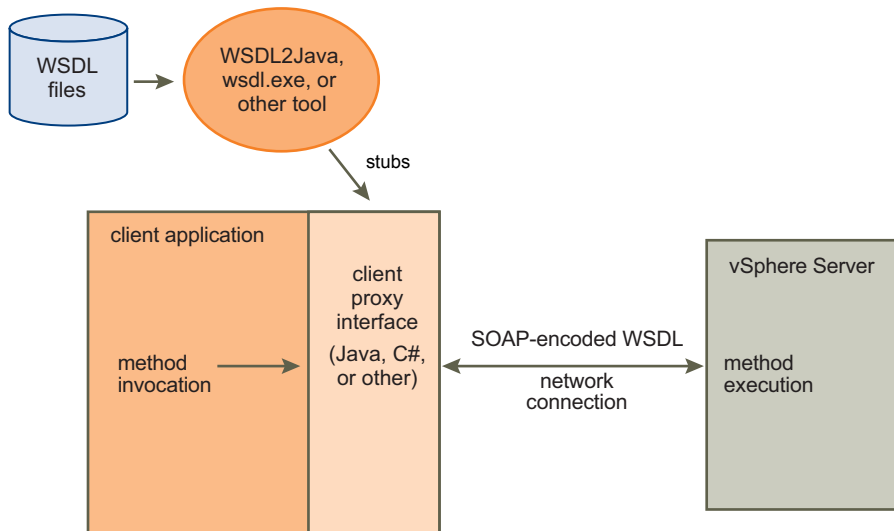 WSDL
files
WSDL2Java,
wsdl.exe, or
other tool
stubs
client application
client
proxy
interface
(Java, C#,
or other)
method
invocation
SOAP-encoded WSDL
network
connection
vSphere Server
method
execution